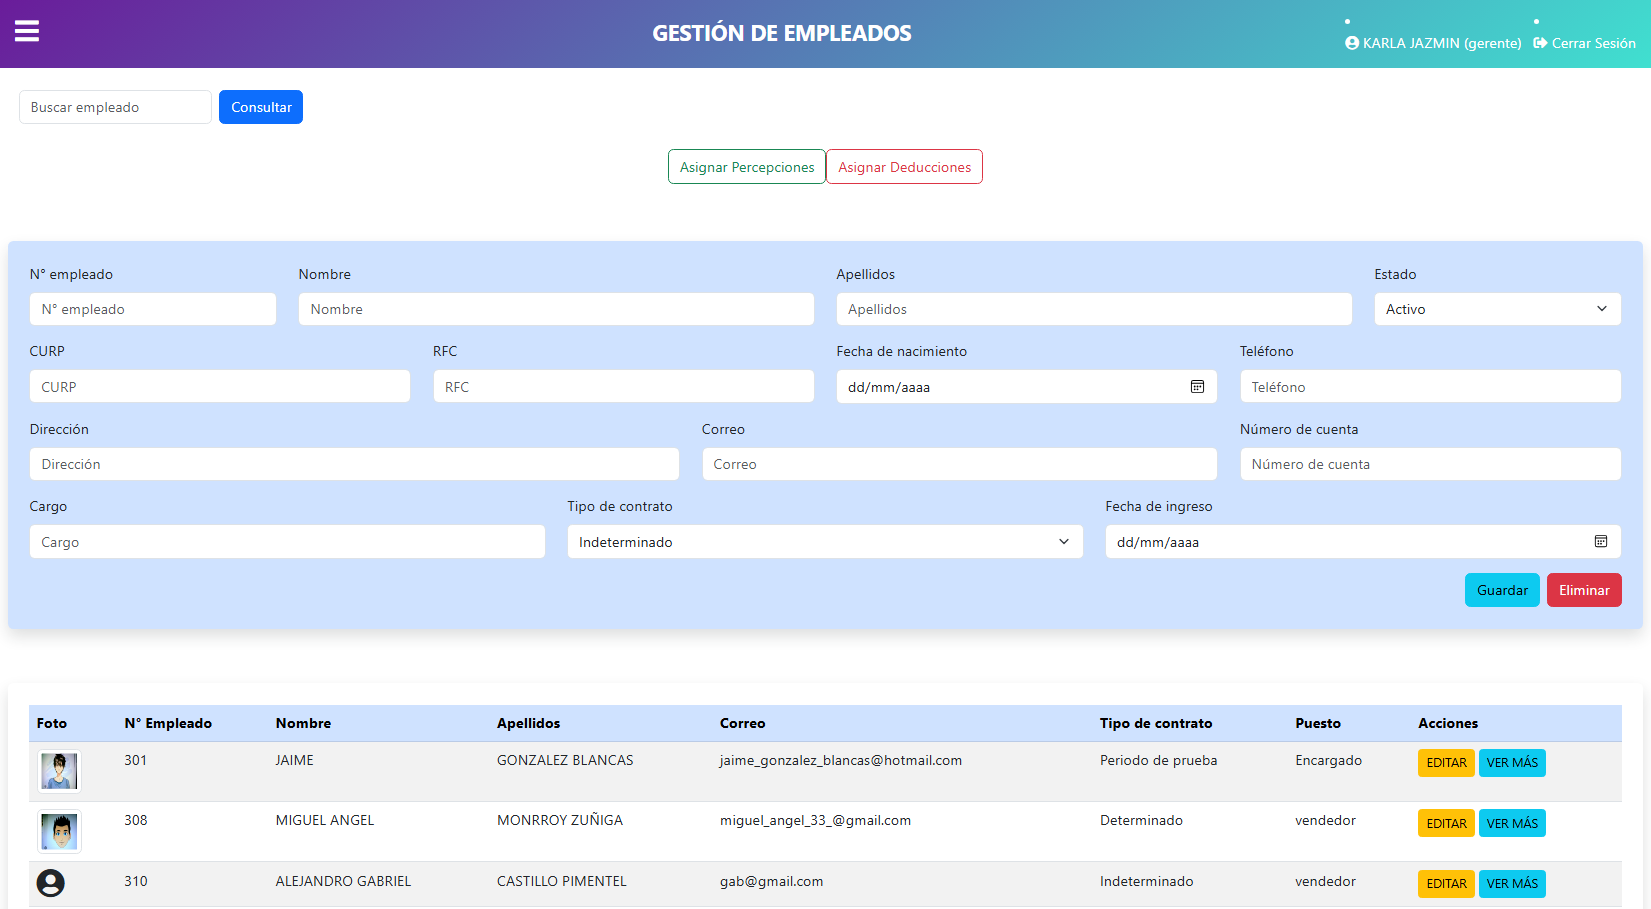 GESTIÓN DE EMPLEADOS
KARLA JAZMIN (gerente) Cerrar Sesión
Buscar empleado Consultar
Asignar Percepciones Asignar Deducciones
N° empleado Nombre Apellidos Estado
N° empleado Nombre Apellidos Activo
CURP RFC Fecha de nacimiento Teléfono
CURP RFC dd/mm/aaaa Teléfono
Dirección Correo Número de cuenta
Dirección Correo Número de cuenta
Cargo Tipo de contrato Fecha de ingreso
Cargo Indeterminado dd/mm/aaaa
Guardar Eliminar
Foto N° Empleado Nombre Apellidos Correo Tipo de contrato Puesto Acciones
301 JAIME GONZALEZ BLANCAS jaime_gonzalez_blancas@hotmail.com Periodo de prueba Encargado EDITAR VER MÁS
308 MIGUEL ANGEL MONRROY ZUÑIGA miguel_angel_33_@gmail.com Determinado vendedor EDITAR VER MÁS
310 ALEJANDRO GABRIEL CASTILLO PIMENTEL gab@gmail.com Indeterminado vendedor EDITAR VER MÁS